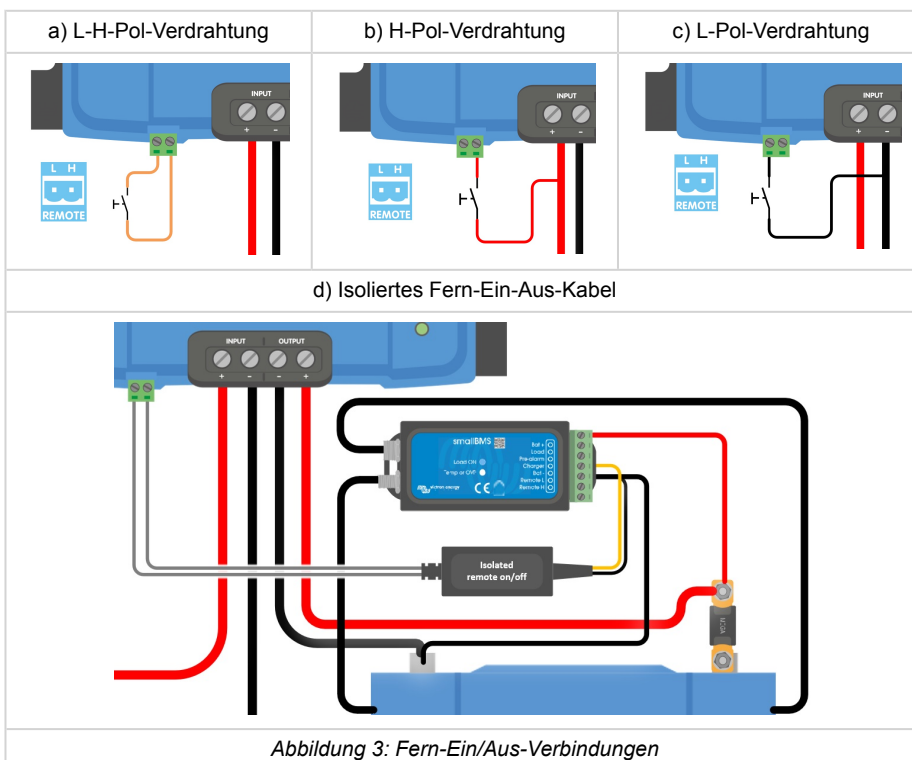 a) L-H-Pol-Verdrahtung
b) H-Pol-Verdrahtung
c) L-Pol-Verdrahtung
INPUT
+ -
L H
REMOTE
INPUT
+ -
L H
REMOTE
INPUT
+ -
L H
REMOTE
d) Isoliertes Fern-Ein-Aus-Kabel
INPUT OUTPUT
+ - - +
smallBMS
Load ON
Temp or OVP
victron energy
CE
Bat +
Load
Pre-alarm
Charger
Bat -
Remote L
Remote H
Isolated
remote on/off
Abbildung 3: Fern-Ein/Aus-Verbindungen